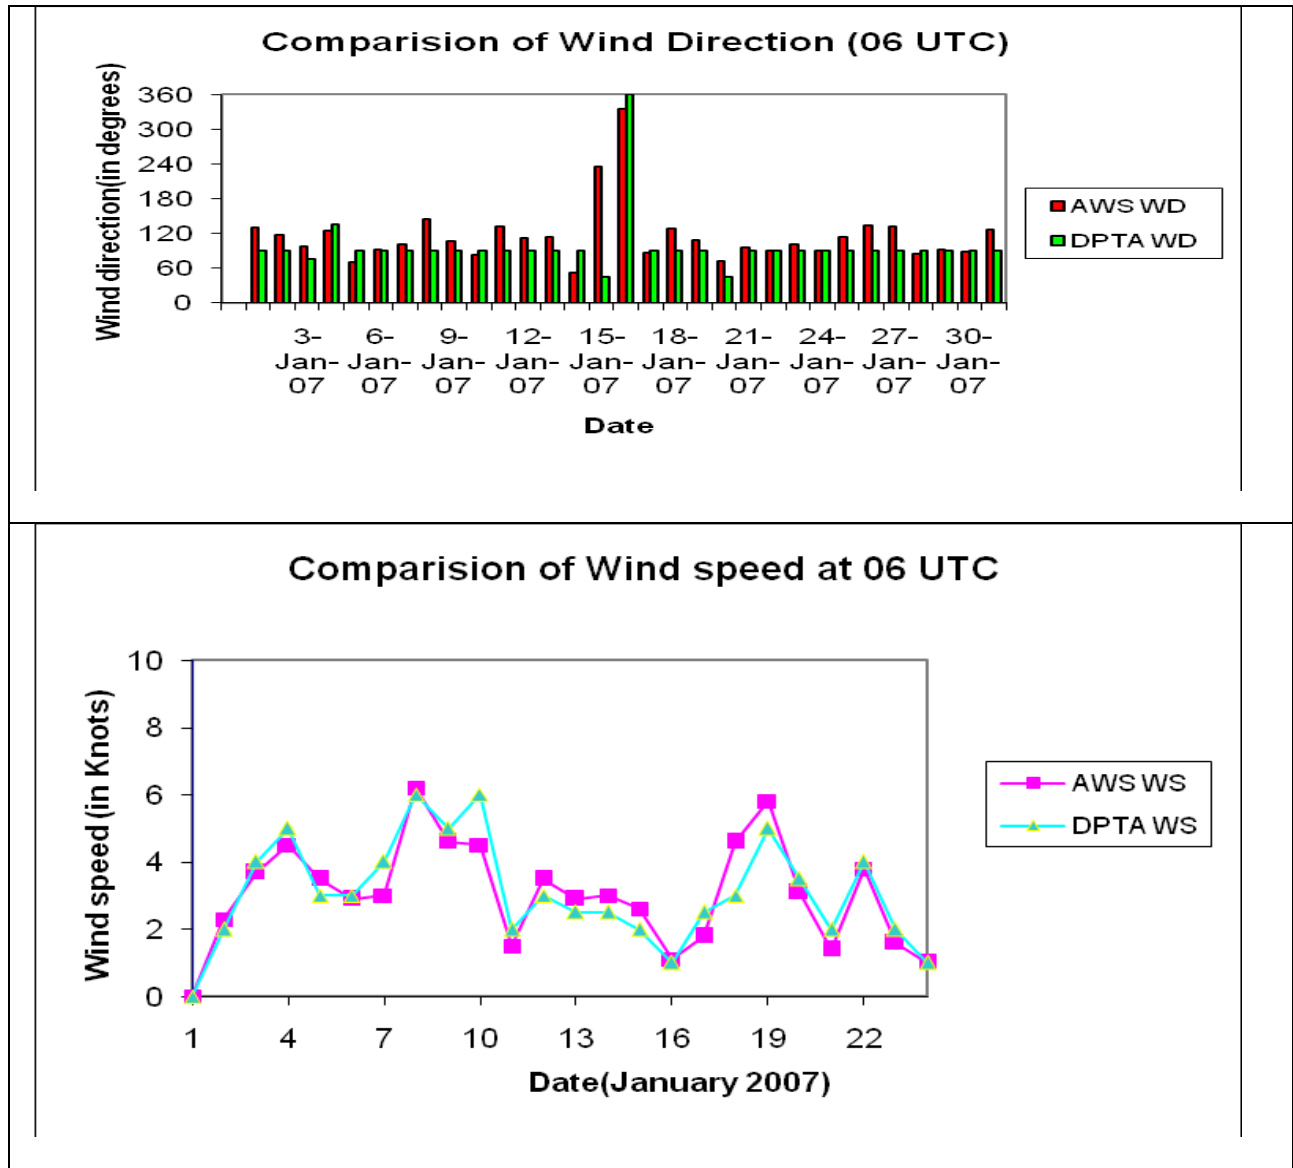 Comparision of Wind Direction (06 UTC)
Wind direction(in degrees)
360
300
240
180
120
60
0
3-Jan-07 6-Jan-07 9-Jan-07 12-Jan-07 15-Jan-07 18-Jan-07 21-Jan-07 24-Jan-07 27-Jan-07 30-Jan-07
Date
AWS WD
DPTA WD
Comparision of Wind speed at 06 UTC
Wind speed (in Knots)
10
8
6
4
2
0
1 4 7 10 13 16 19 22
Date(January 2007)
AWS WS
DPTA WS